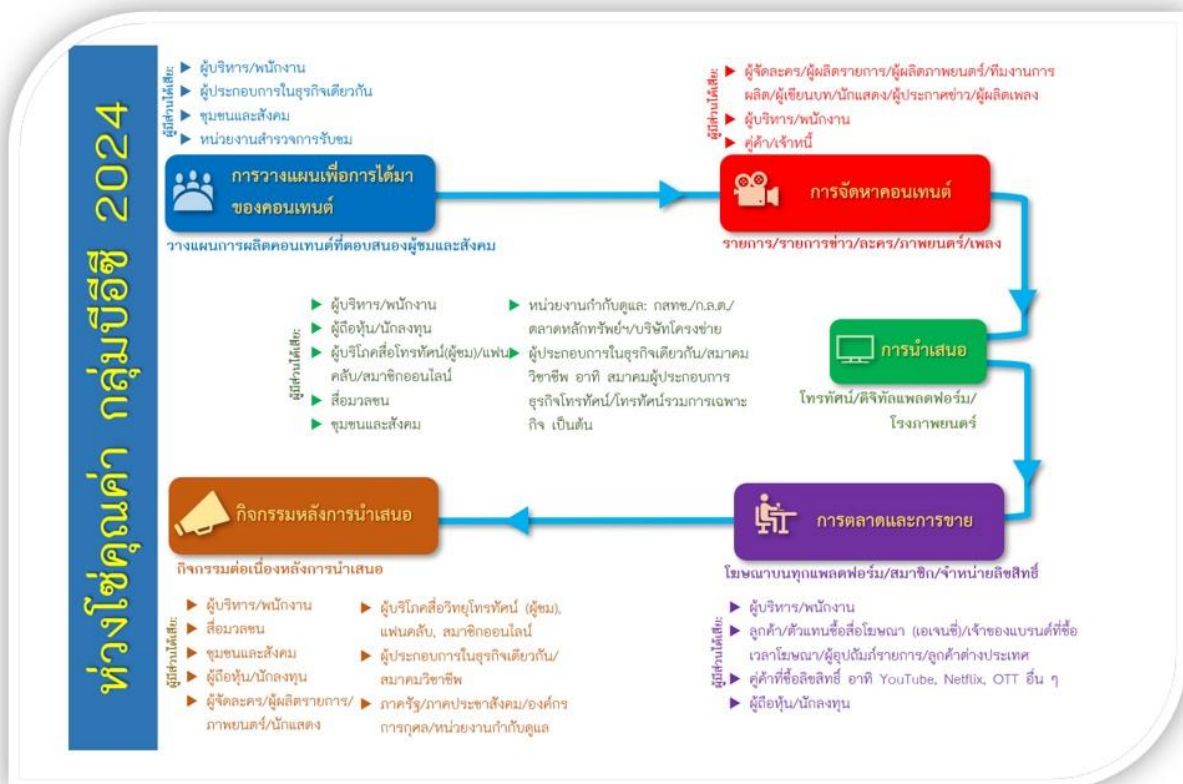 ห่วงโซ่คุณค่า กลุ่มบีอีซี 2024
ผู้มีส่วนได้เสีย:
▶ ผู้บริหาร/พนักงาน
▶ ผู้ประกอบการในธุรกิจเดียวกัน
▶ ชุมชนและสังคม
▶ หน่วยงานสำรวจการรับชม
การวางแผนเพื่อการได้มา
ของคอนเทนต์
วางแผนการผลิตคอนเทนต์ที่ตอบสนองผู้ชมและสังคม
ผู้มีส่วนได้เสีย:
▶ ผู้จัดละคร/ผู้ผลิตรายการ/ผู้ผลิตภาพยนตร์/ทีมงานการ
ผลิต/ผู้เขียนบท/นักแสดง/ผู้ประกาศข่าว/ผู้ผลิตเพลง
▶ ผู้บริหาร/พนักงาน
▶ คู่ค้า/เจ้าหนี้
การจัดหาคอนเทนต์
รายการ/รายการข่าว/ละคร/ภาพยนตร์/เพลง
ผู้มีส่วนได้เสีย:
▶ ผู้บริหาร/พนักงาน
▶ ผู้ถือหุ้น/นักลงทุน
▶ ผู้บริโภคสื่อโทรทัศน์(ผู้ชม)/แฟน
คลับ/สมาชิกออนไลน์
▶ สื่อมวลชน
▶ ชุมชนและสังคม
▶ หน่วยงานกำกับดูแล: กสทช./ก.ล.ต./
ตลาดหลักทรัพย์ฯ/บริษัทโครงข่าย
▶ ผู้ประกอบการในธุรกิจเดียวกัน/สมาคม
วิชาชีพ อาทิ สมาคมผู้ประกอบการ
ธุรกิจโทรทัศน์/โทรทัศน์รวมการเฉพาะ
กิจ เป็นต้น
การนำเสนอ
โทรทัศน์/ดิจิทัลแพลตฟอร์ม/
โรงภาพยนตร์
การตลาดและการขาย
โฆษณาบนทุกแพลตฟอร์ม/สมาชิก/จำหน่ายลิขสิทธิ์
ผู้มีส่วนได้เสีย:
▶ ผู้บริหาร/พนักงาน
▶ ลูกค้า/ตัวแทนซื้อสื่อโฆษณา (เอเจนซี่)/เจ้าของแบรนด์ที่ซื้อ
เวลาโฆษณา/ผู้อุปถัมภ์รายการ/ลูกค้าต่างประเทศ
▶ คู่ค้าที่ซื้อลิขสิทธิ์ อาทิ YouTube, Netflix, OTT อื่น ๆ
▶ ผู้ถือหุ้น/นักลงทุน
กิจกรรมหลังการนำเสนอ
กิจกรรมต่อเนื่องหลังการนำเสนอ
ผู้มีส่วนได้เสีย:
▶ ผู้บริหาร/พนักงาน
▶ สื่อมวลชน
▶ ชุมชนและสังคม
▶ ผู้ถือหุ้น/นักลงทุน
▶ ผู้จัดละคร/ผู้ผลิตรายการ/
ภาพยนตร์/นักแสดง
▶ ผู้บริโภคสื่อวิทยุโทรทัศน์ (ผู้ชม),
แฟนคลับ, สมาชิกออนไลน์
▶ ผู้ประกอบการในธุรกิจเดียวกัน/
สมาคมวิชาชีพ
▶ ภาครัฐ/ภาคประชาสังคม/องค์กร
การกุศล/หน่วยงานกำกับดูแล